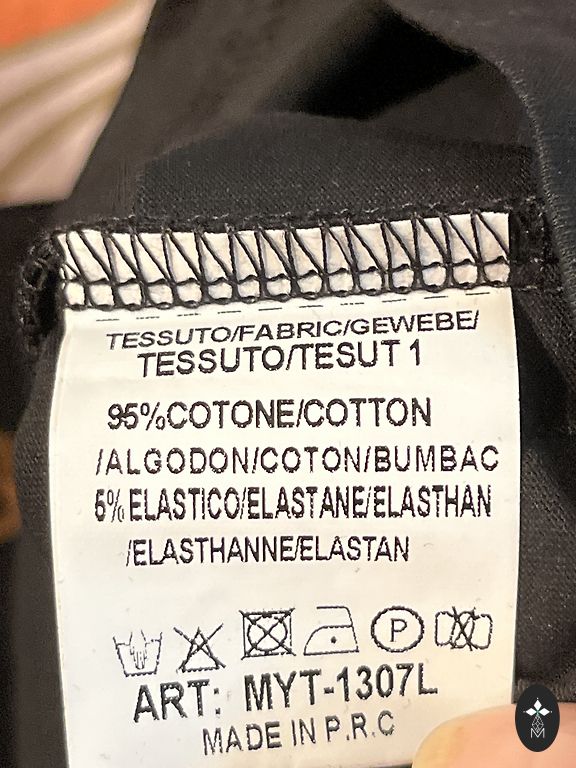 TESSUTO/FABRIC/GEWEBE/
TESSUTO/TESUT 1
95%COTONE/COTTON
/ALGODON/COTON/BUMBAC
5%ELASTICO/ELASTANE/ELASTHAN
/ELASTHANNE/ELASTAN
P
ART: MYT-1307L
MADE IN P.R.C
M